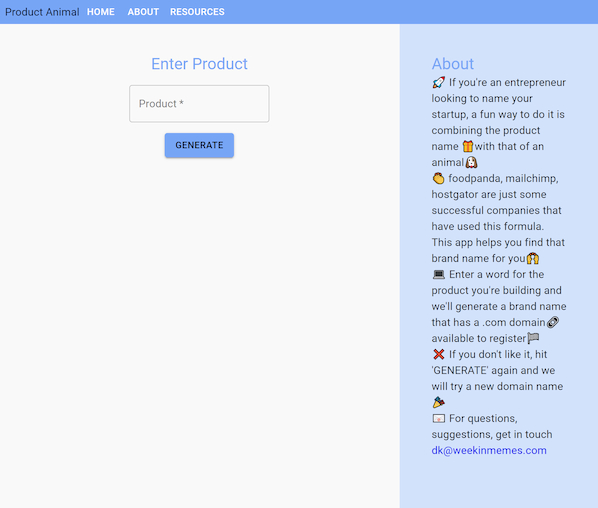 Product Animal HOME ABOUT RESOURCES
Enter Product
Product *
GENERATE
About
🚀 If you're an entrepreneur
looking to name your
startup, a fun way to do it is
combining the product
name 🎁with that of an
animal🐶
👏 foodpanda, mailchimp,
hostgator are just some
successful companies that
have used this formula.
This app helps you find that
brand name for you🙌
💻 Enter a word for the
product you're building and
we'll generate a brand name
that has a .com domain🔗
available to register🏁
❌ If you don't like it, hit
'GENERATE' again and we
will try a new domain name
🎉
💌 For questions,
suggestions, get in touch
dk@weekinmemes.com